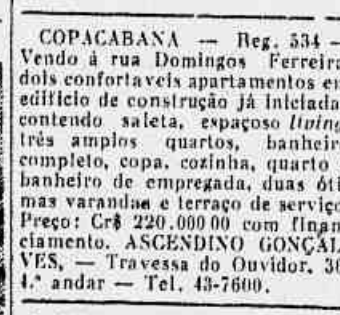 COPACABANA — Reg. 534 —
Vendo à rua Domingos Ferreira
dois confortaveis apartamentos em
edificio de construção já iniciada
contendo saleta, espaçoso living
três amplos quartos, banheiro
completo, copa, cozinha, quarto
banheiro de empregada, duas óti
mas varandas e terraço de serviço
Preço: Cr$ 220.000 00 com finan
ciamento. ASCENDINO GONÇAL
VES, — Travessa do Ouvidor, 36
4.º andar — Tel. 43-7600.